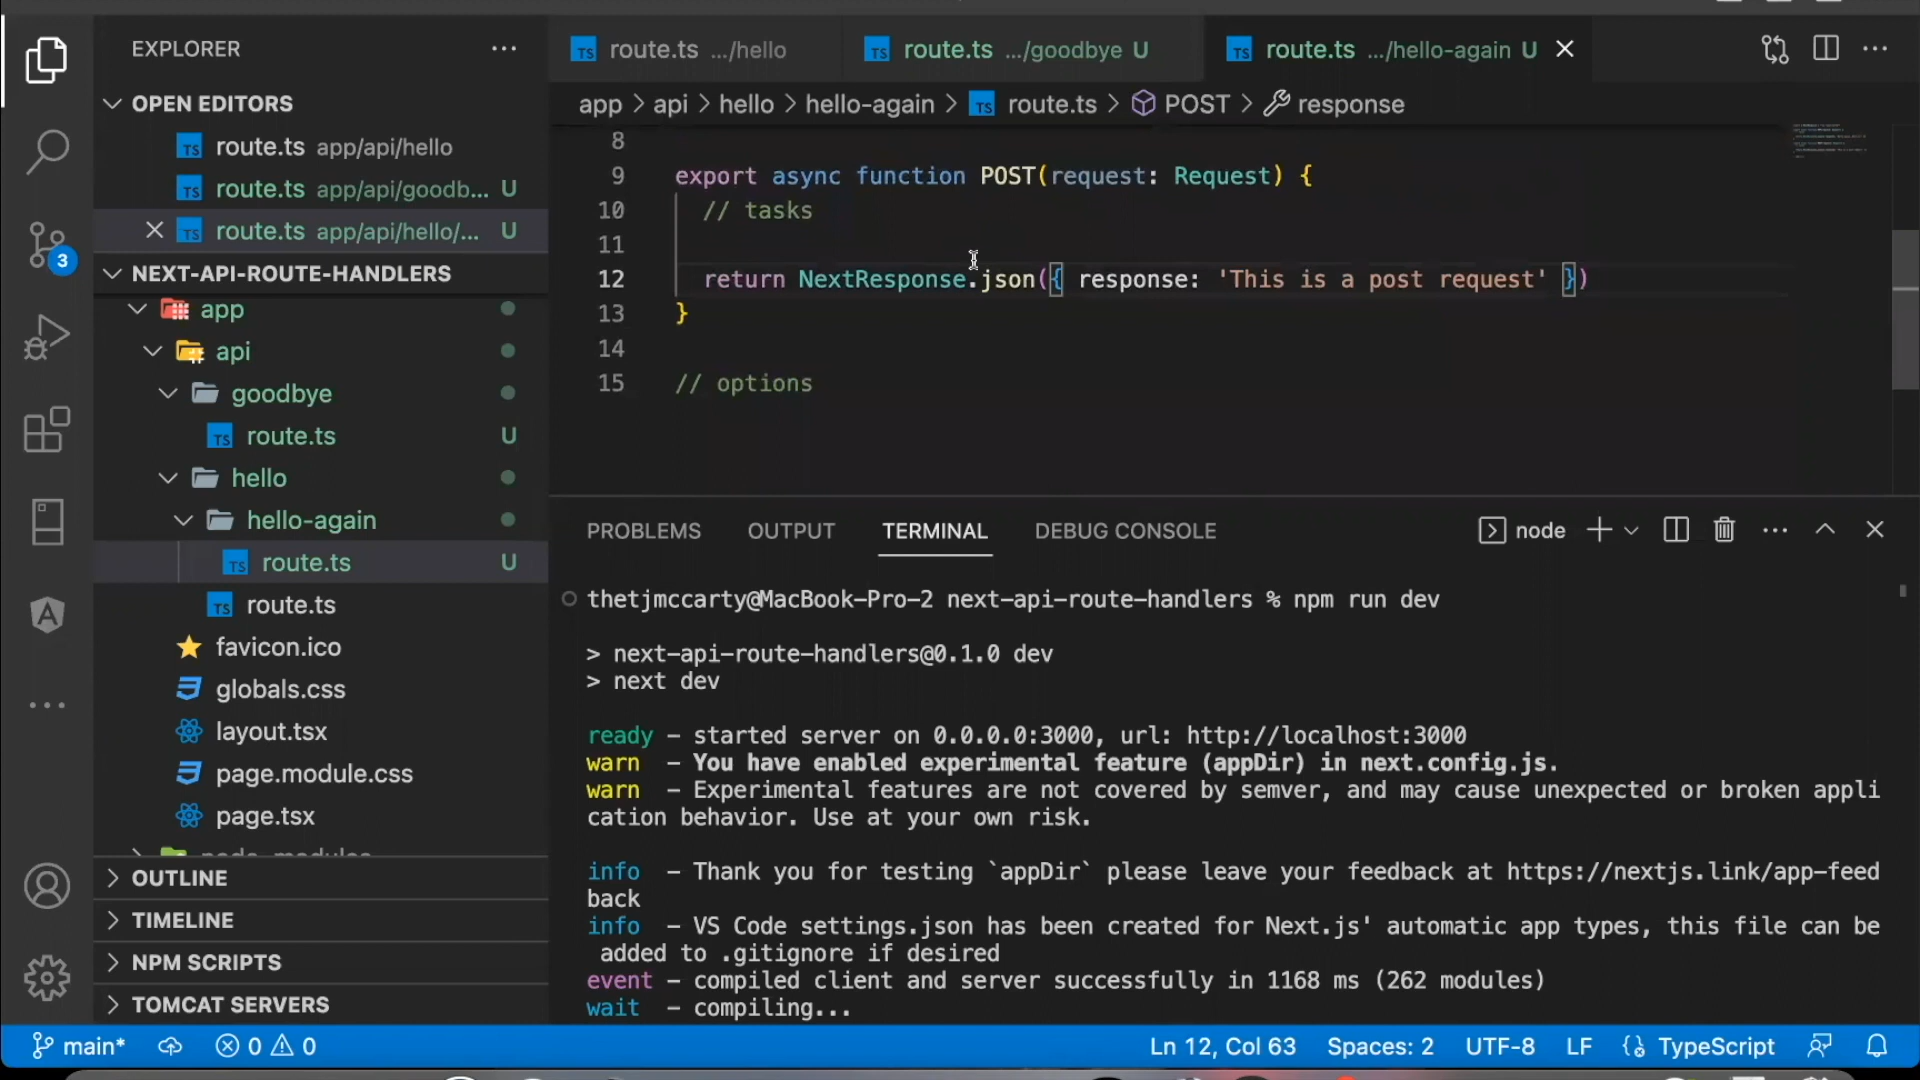 EXPLORER
route.ts .../hello
route.ts .../goodbye U
route.ts .../hello-again U
OPEN EDITORS
route.ts app/api/hello
route.ts app/api/goodb... U
route.ts app/api/hello/... U
NEXT-API-ROUTE-HANDLERS
app
api
goodbye
route.ts U
hello
hello-again
route.ts U
route.ts
favicon.ico
globals.css
layout.tsx
page.module.css
page.tsx
node_modules
OUTLINE
TIMELINE
NPM SCRIPTS
TOMCAT SERVERS
3
app > api > hello > hello-again > TS route.ts > POST > response
8
9 export async function POST(request: Request) {
10 // tasks
11
12 return NextResponse.json({ response: 'This is a post request' })
13 }
14
15 // options
PROBLEMS OUTPUT TERMINAL DEBUG CONSOLE
node
thetjmccarty@MacBook-Pro-2 next-api-route-handlers % npm run dev
> next-api-route-handlers@0.1.0 dev
> next dev
ready – started server on 0.0.0.0:3000, url: http://localhost:3000
warn – You have enabled experimental feature (appDir) in next.config.js.
warn – Experimental features are not covered by semver, and may cause unexpected or broken appli
cation behavior. Use at your own risk.
info – Thank you for testing `appDir` please leave your feedback at https://nextjs.link/app-feed
back
info – VS Code settings.json has been created for Next.js' automatic app types, this file can be
added to .gitignore if desired
event – compiled client and server successfully in 1168 ms (262 modules)
wait – compiling...
main* 0 0
Ln 12, Col 63 Spaces: 2 UTF-8 LF TypeScript